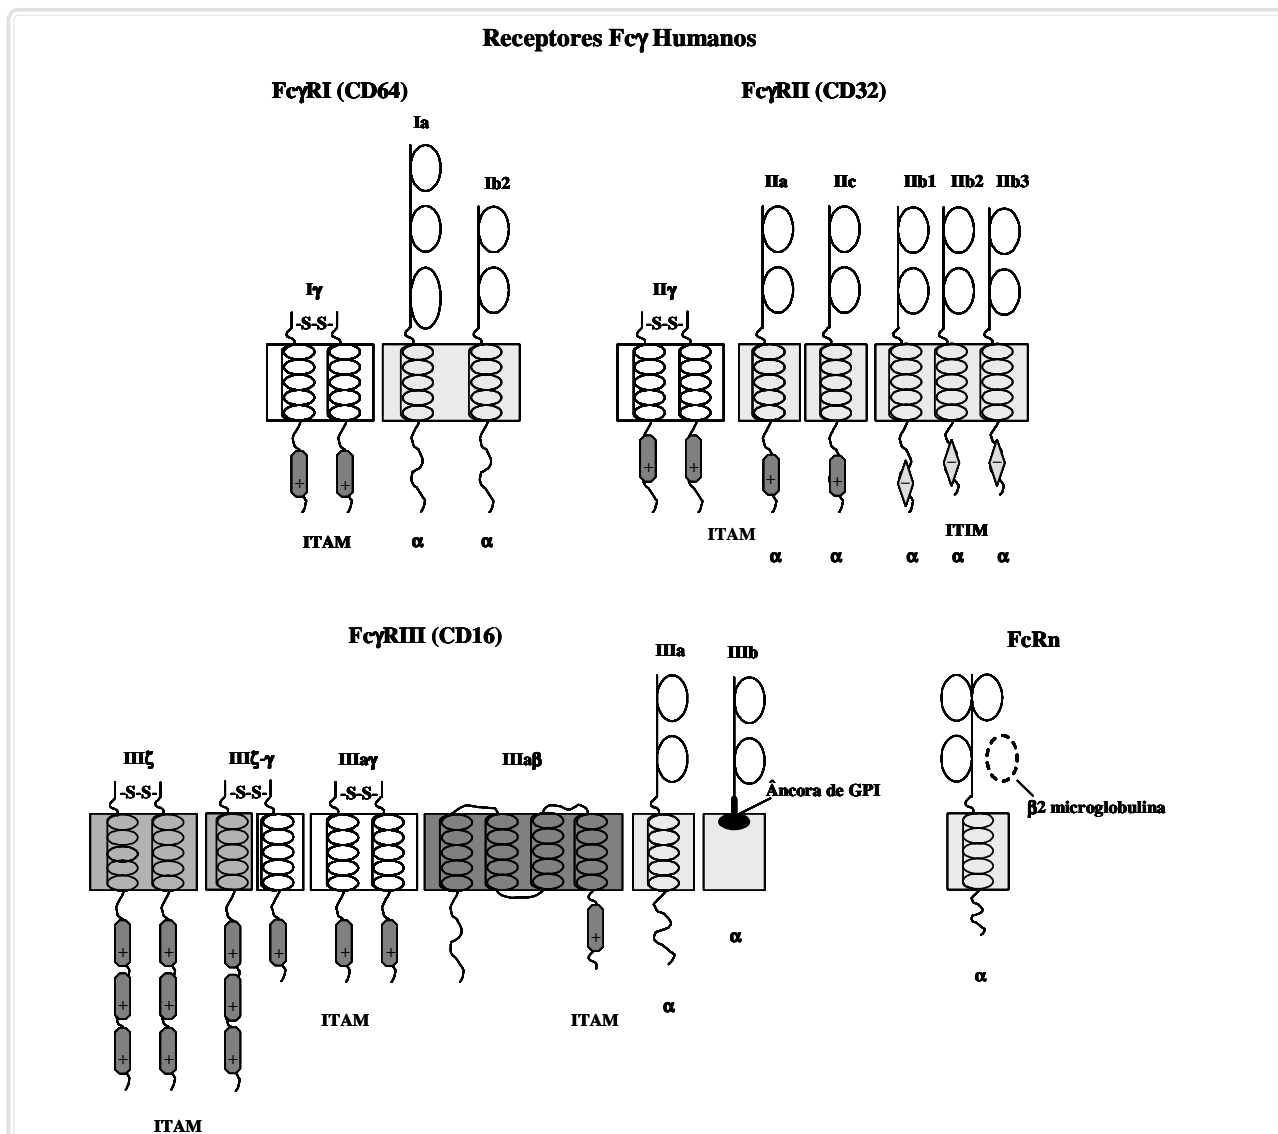 Receptores Fcγ Humanos
FcγRI (CD64)
FcγRII (CD32)
Ia
Ib2
IIa
IIc
IIb1
IIb2
IIb3
Iγ
-S-S-
IIγ
-S-S-
+
+
+
+
+
+
−
−
−
ITAM
α
α
ITAM
α
α
ITIM
α
α
α
FcγRIII (CD16)
FcRn
IIIa
IIIb
IIIζ
-S-S-
IIIζ-γ
-S-S-
IIIaγ
-S-S-
IIIaβ
Âncora de GPI
β2 microglobulina
+
+
+
+
+
+
+
+
+
+
+
+
+
α
α
α
ITAM
ITAM
ITAM